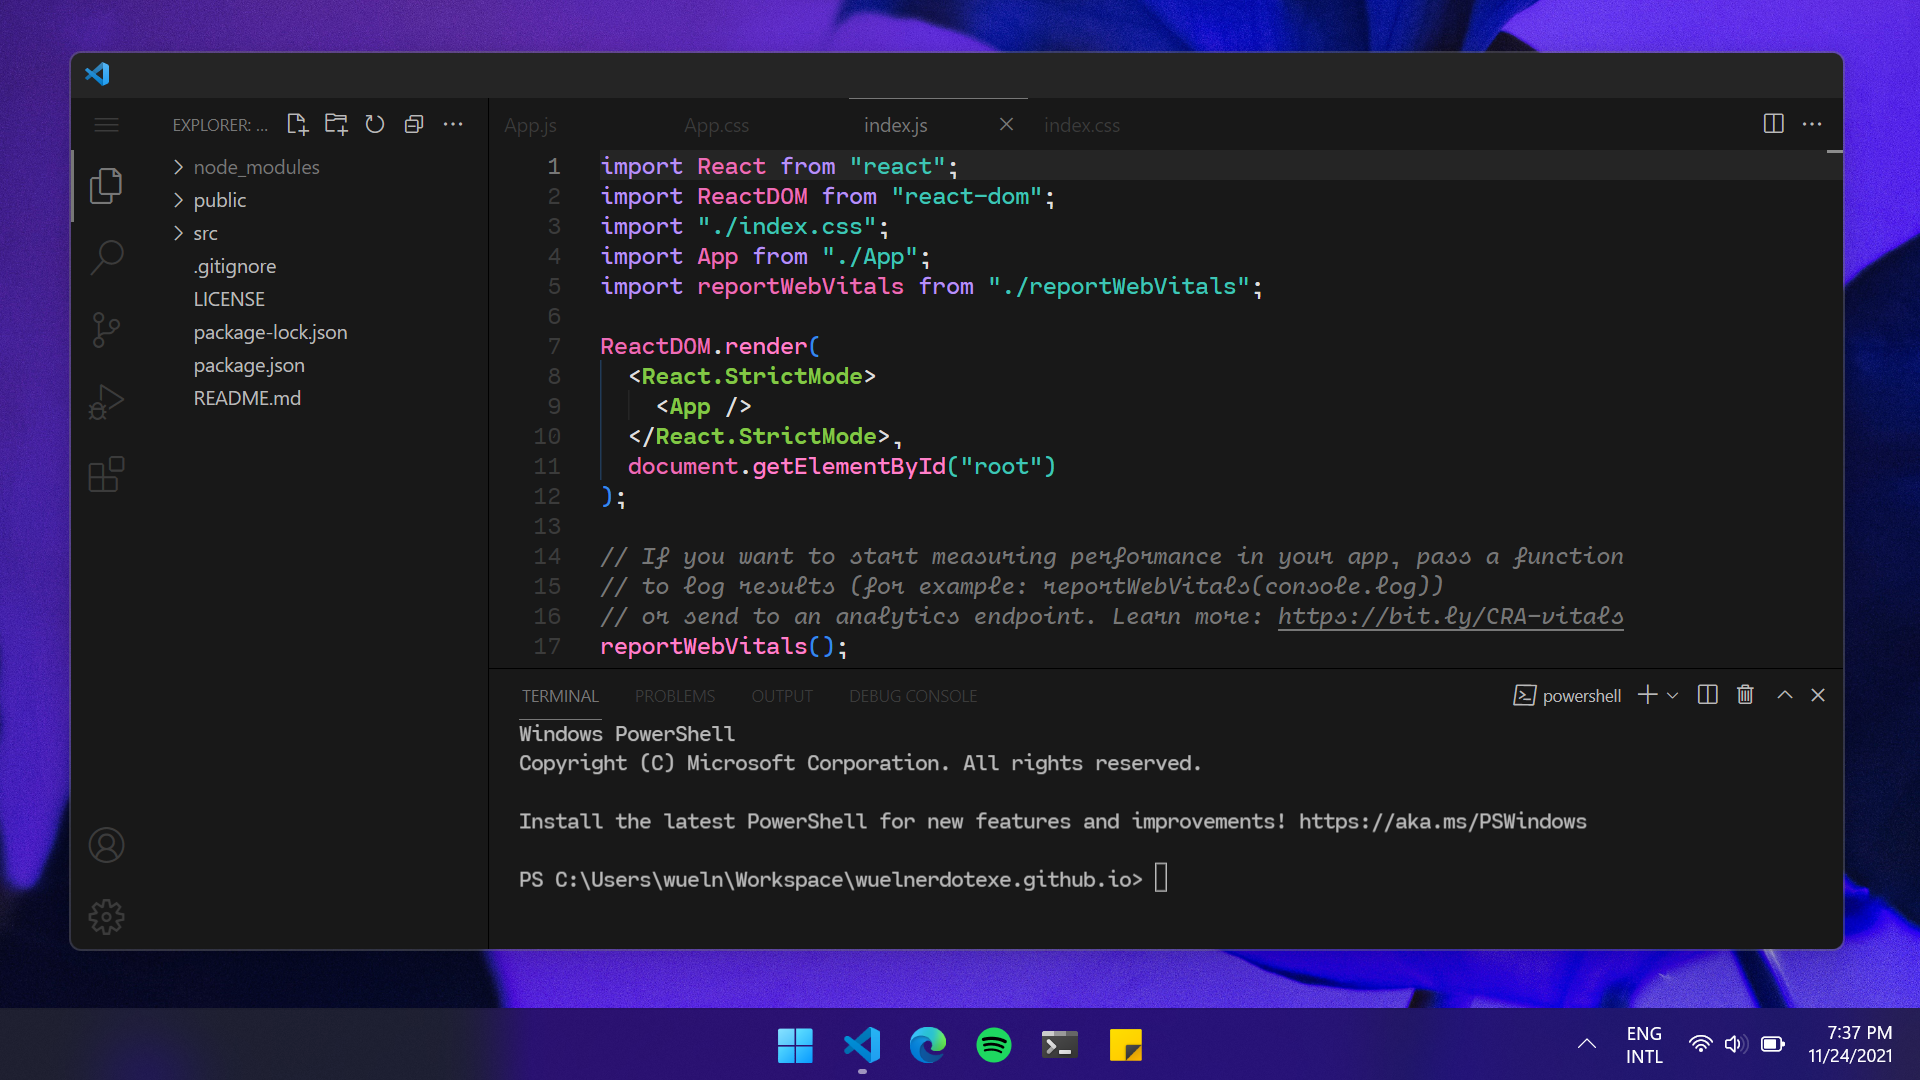 EXPLORER: ...
App.js
App.css
index.js
index.css
node_modules
public
src
.gitignore
LICENSE
package-lock.json
package.json
README.md
1 import React from "react";
2 import ReactDOM from "react-dom";
3 import "./index.css";
4 import App from "./App";
5 import reportWebVitals from "./reportWebVitals";
6
7 ReactDOM.render(
8 <React.StrictMode>
9 <App />
10 </React.StrictMode>,
11 document.getElementById("root")
12 );
13
14 // If you want to start measuring performance in your app, pass a function
15 // to log results (for example: reportWebVitals(console.log))
16 // or send to an analytics endpoint. Learn more: https://bit.ly/CRA-vitals
17 reportWebVitals();
TERMINAL
PROBLEMS
OUTPUT
DEBUG CONSOLE
powershell
Windows PowerShell
Copyright (C) Microsoft Corporation. All rights reserved.
Install the latest PowerShell for new features and improvements! https://aka.ms/PSWindows
PS C:\Users\wueln\Workspace\wuelnerdotexe.github.io>
ENG
INTL
7:37 PM
11/24/2021